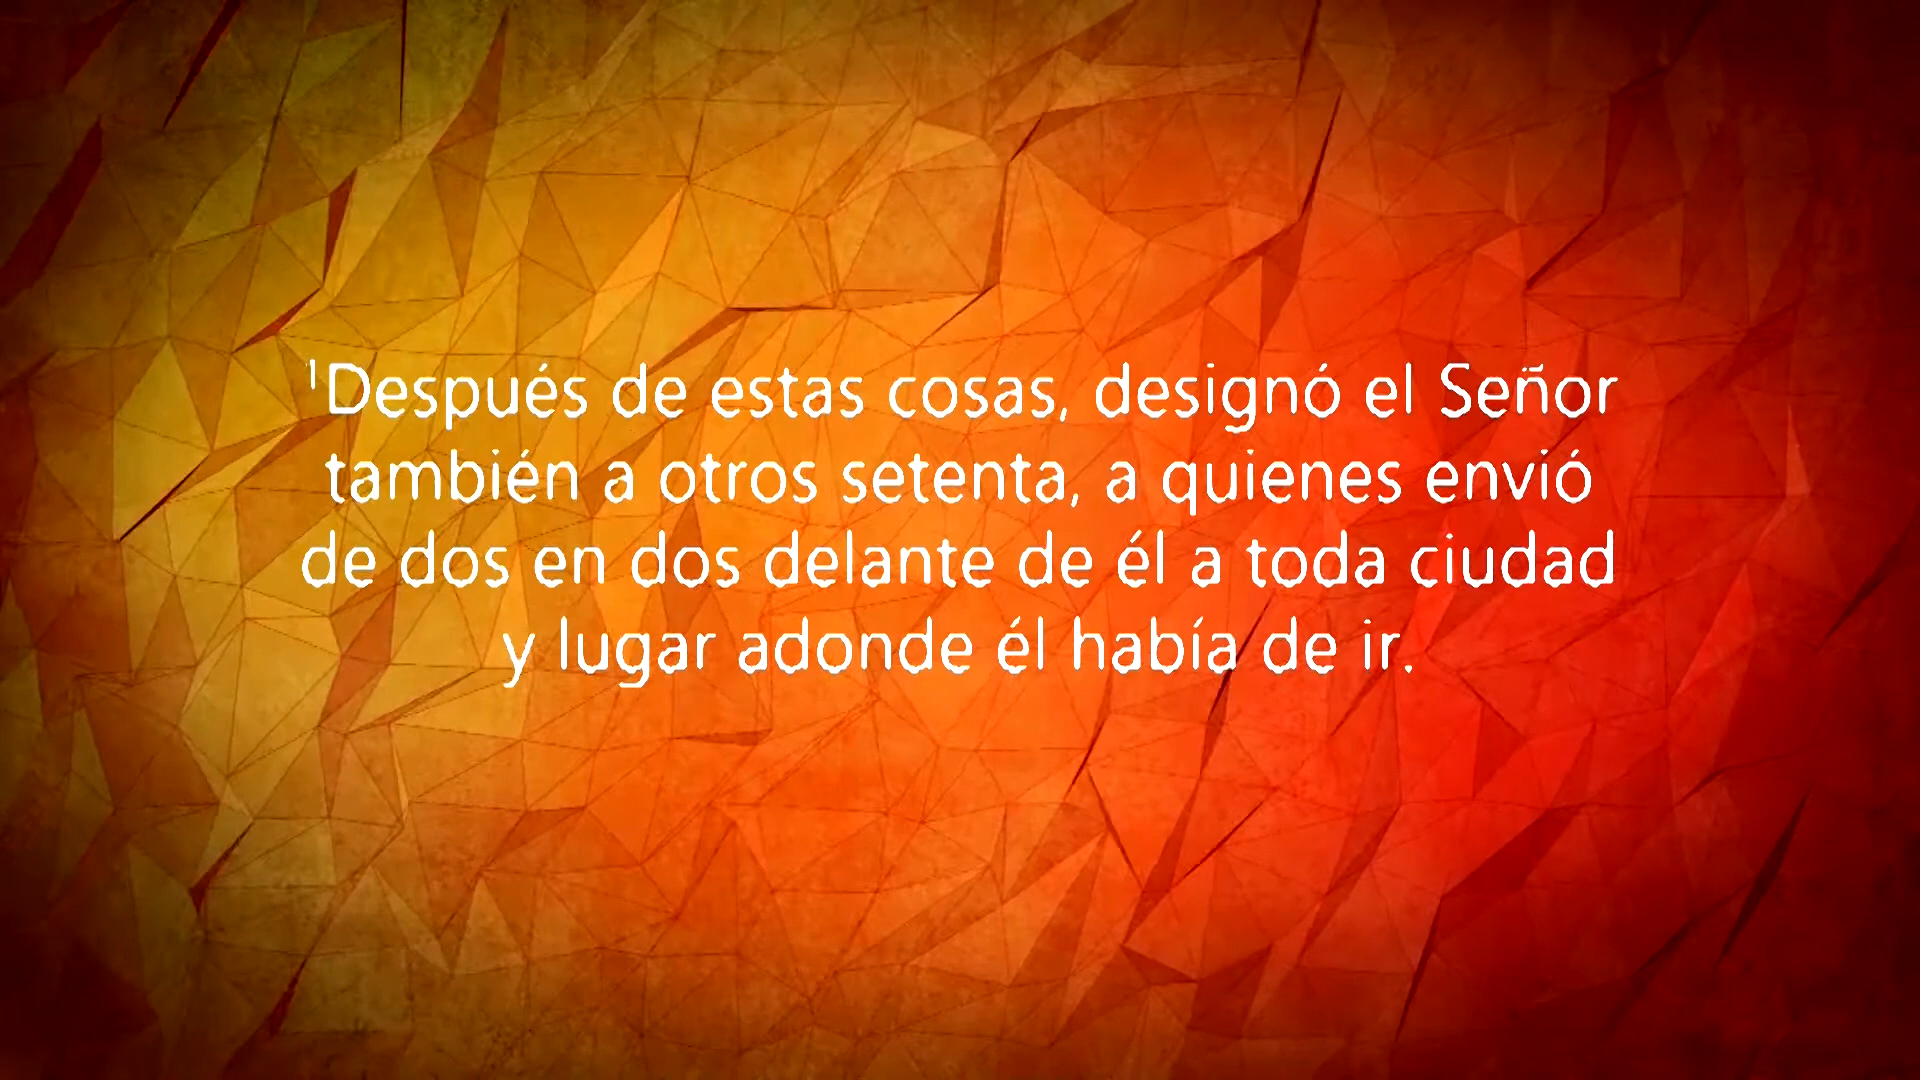 ¹Después de estas cosas, designó el Señor
también a otros setenta, a quienes envió
de dos en dos delante de él a toda ciudad
y lugar adonde él había de ir.